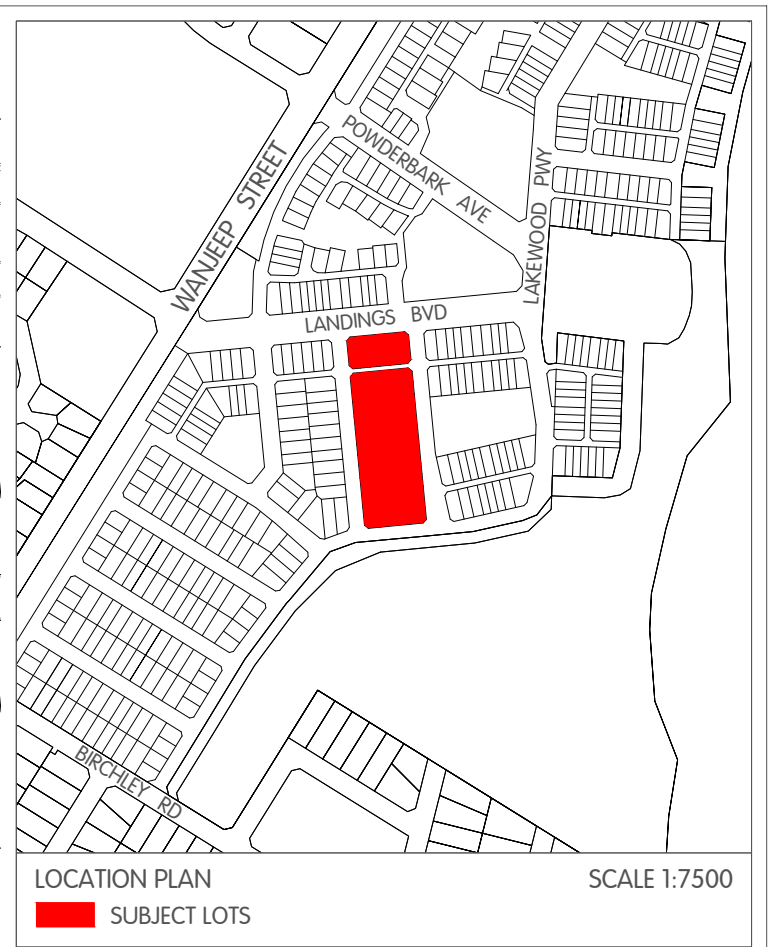 WANJEEP STREET
POWDERBARK AVE
LAKEWOOD PWY
LANDINGS BVD
BIRCHLEY RD
LOCATION PLAN
SCALE 1:7500
SUBJECT LOTS